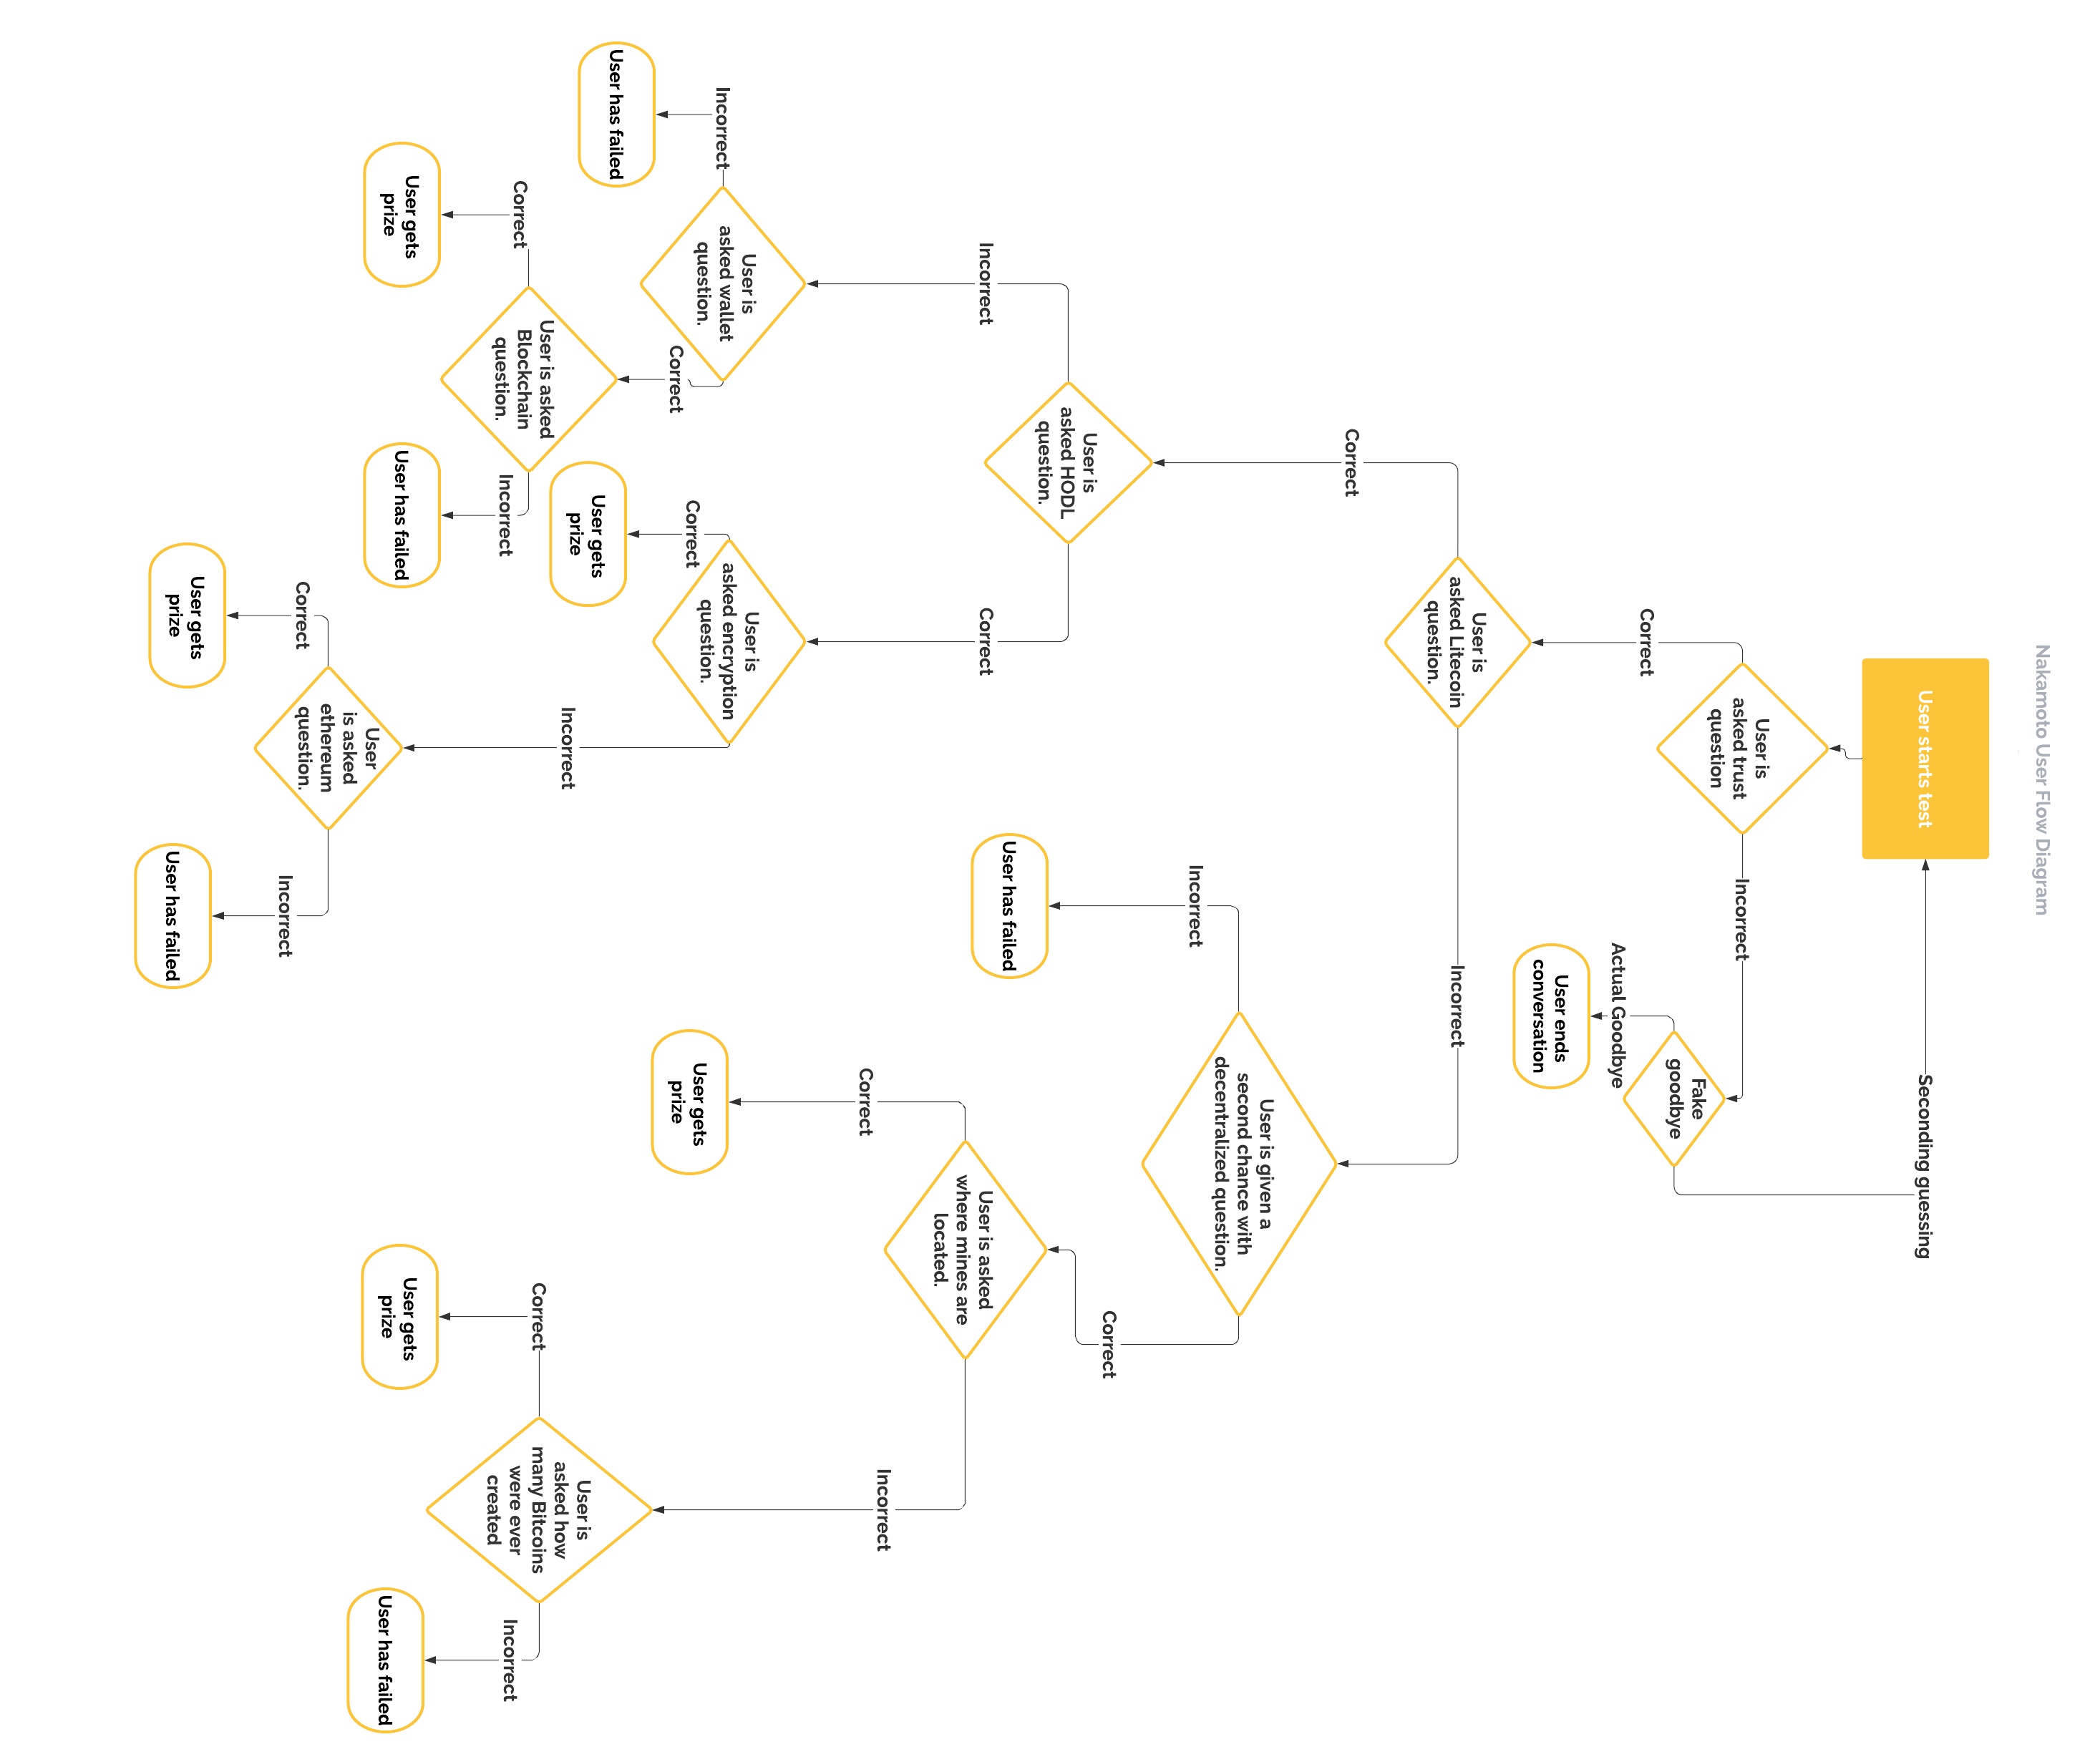 Nakamoto User Flow Diagram
User starts test
Seconding guessing
User is
asked trust
question
Incorrect
Fake
goodbye
Correct
Actual Goodbye
User ends
conversation
User is
asked Litecoin
question.
Incorrect
Correct
User is given a
second chance with
decentralized question.
Incorrect
Correct
User is
asked HODL
question.
User has failed
User is asked
where mines are
located.
Incorrect
Correct
Correct
Incorrect
User is
asked wallet
question.
User is
asked encryption
question.
Incorrect
Correct
Correct
User gets
prize
User has failed
User gets
prize
Incorrect
User is asked
Blockchain
question.
Correct
Incorrect
User is
asked how
many Bitcoins
were ever
created
Correct
Incorrect
User gets
prize
User has failed
User gets
prize
User has failed
User
is asked
ethereum
question.
Correct
Incorrect
User gets
prize
User has failed